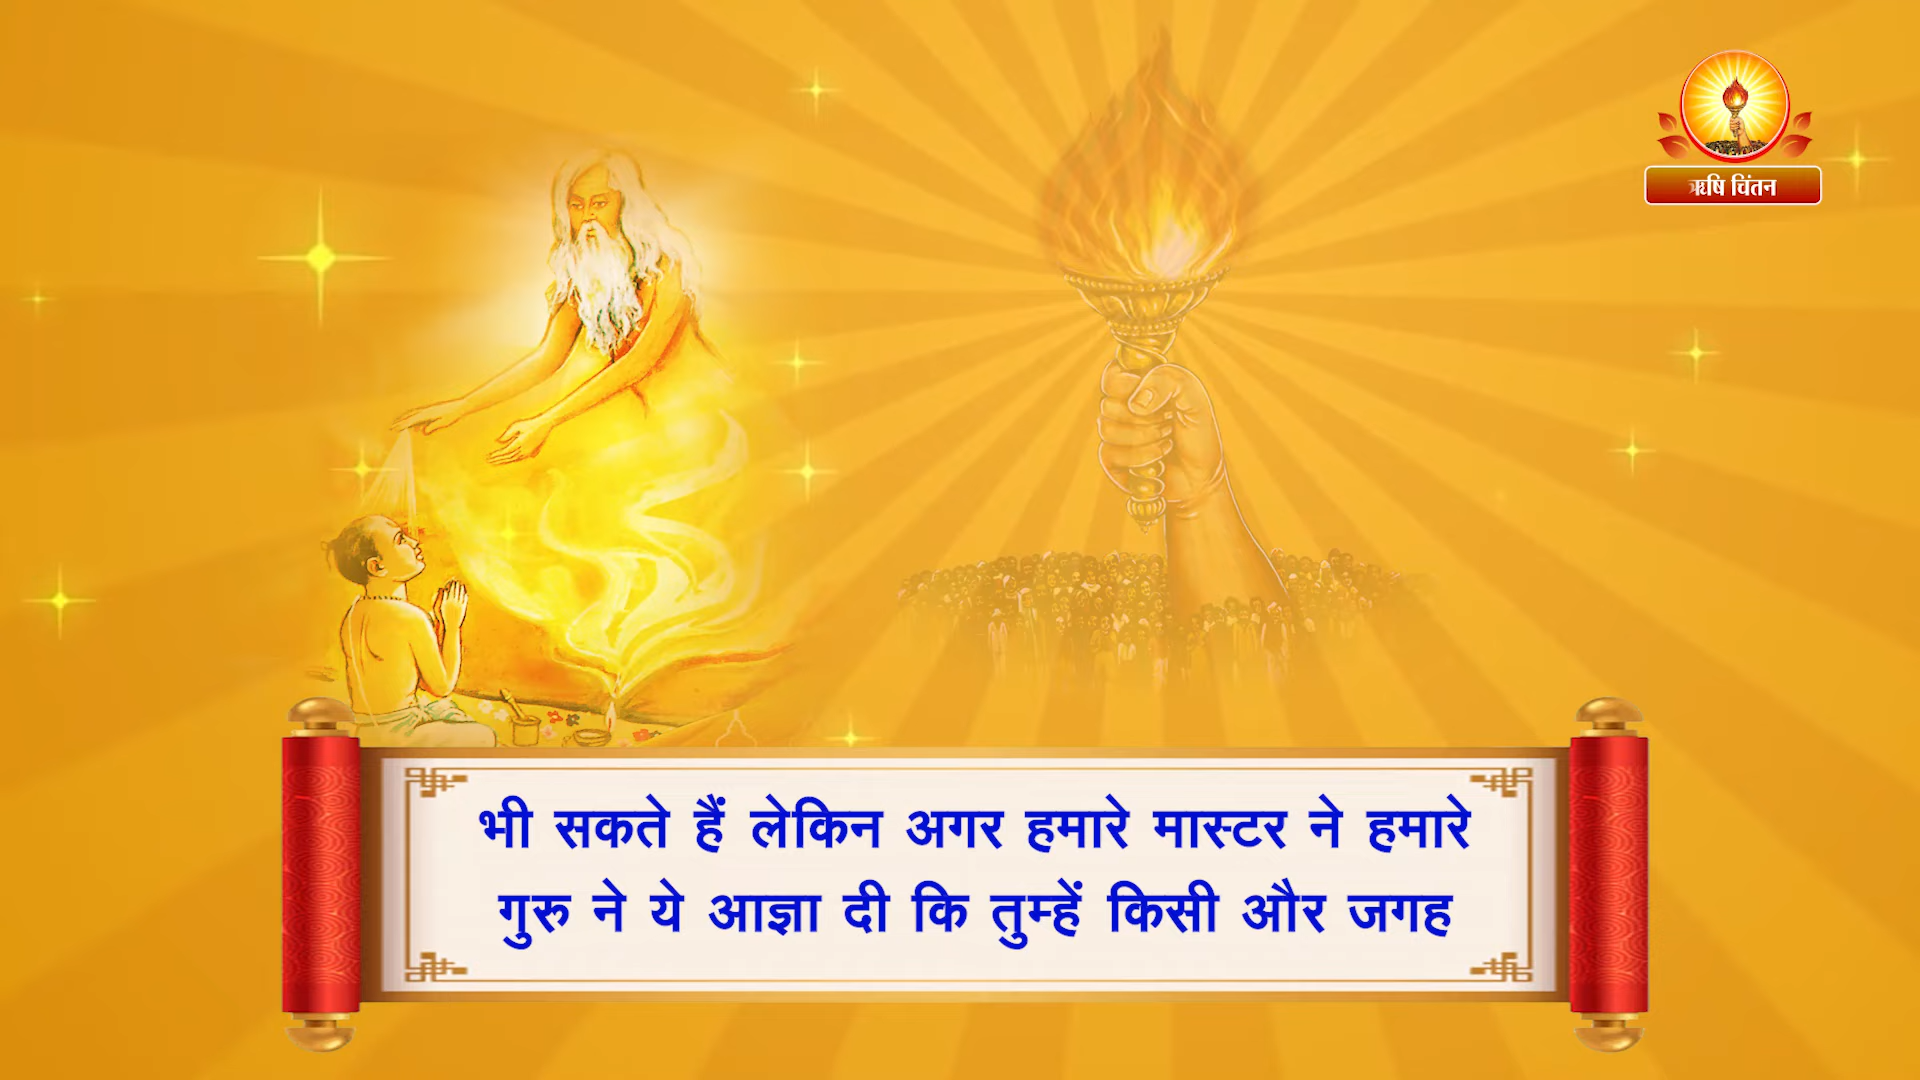 ऋषि चिंतन
भी सकते हैं लेकिन अगर हमारे मास्टर ने हमारे
गुरु ने ये आज्ञा दी कि तुम्हें किसी और जगह